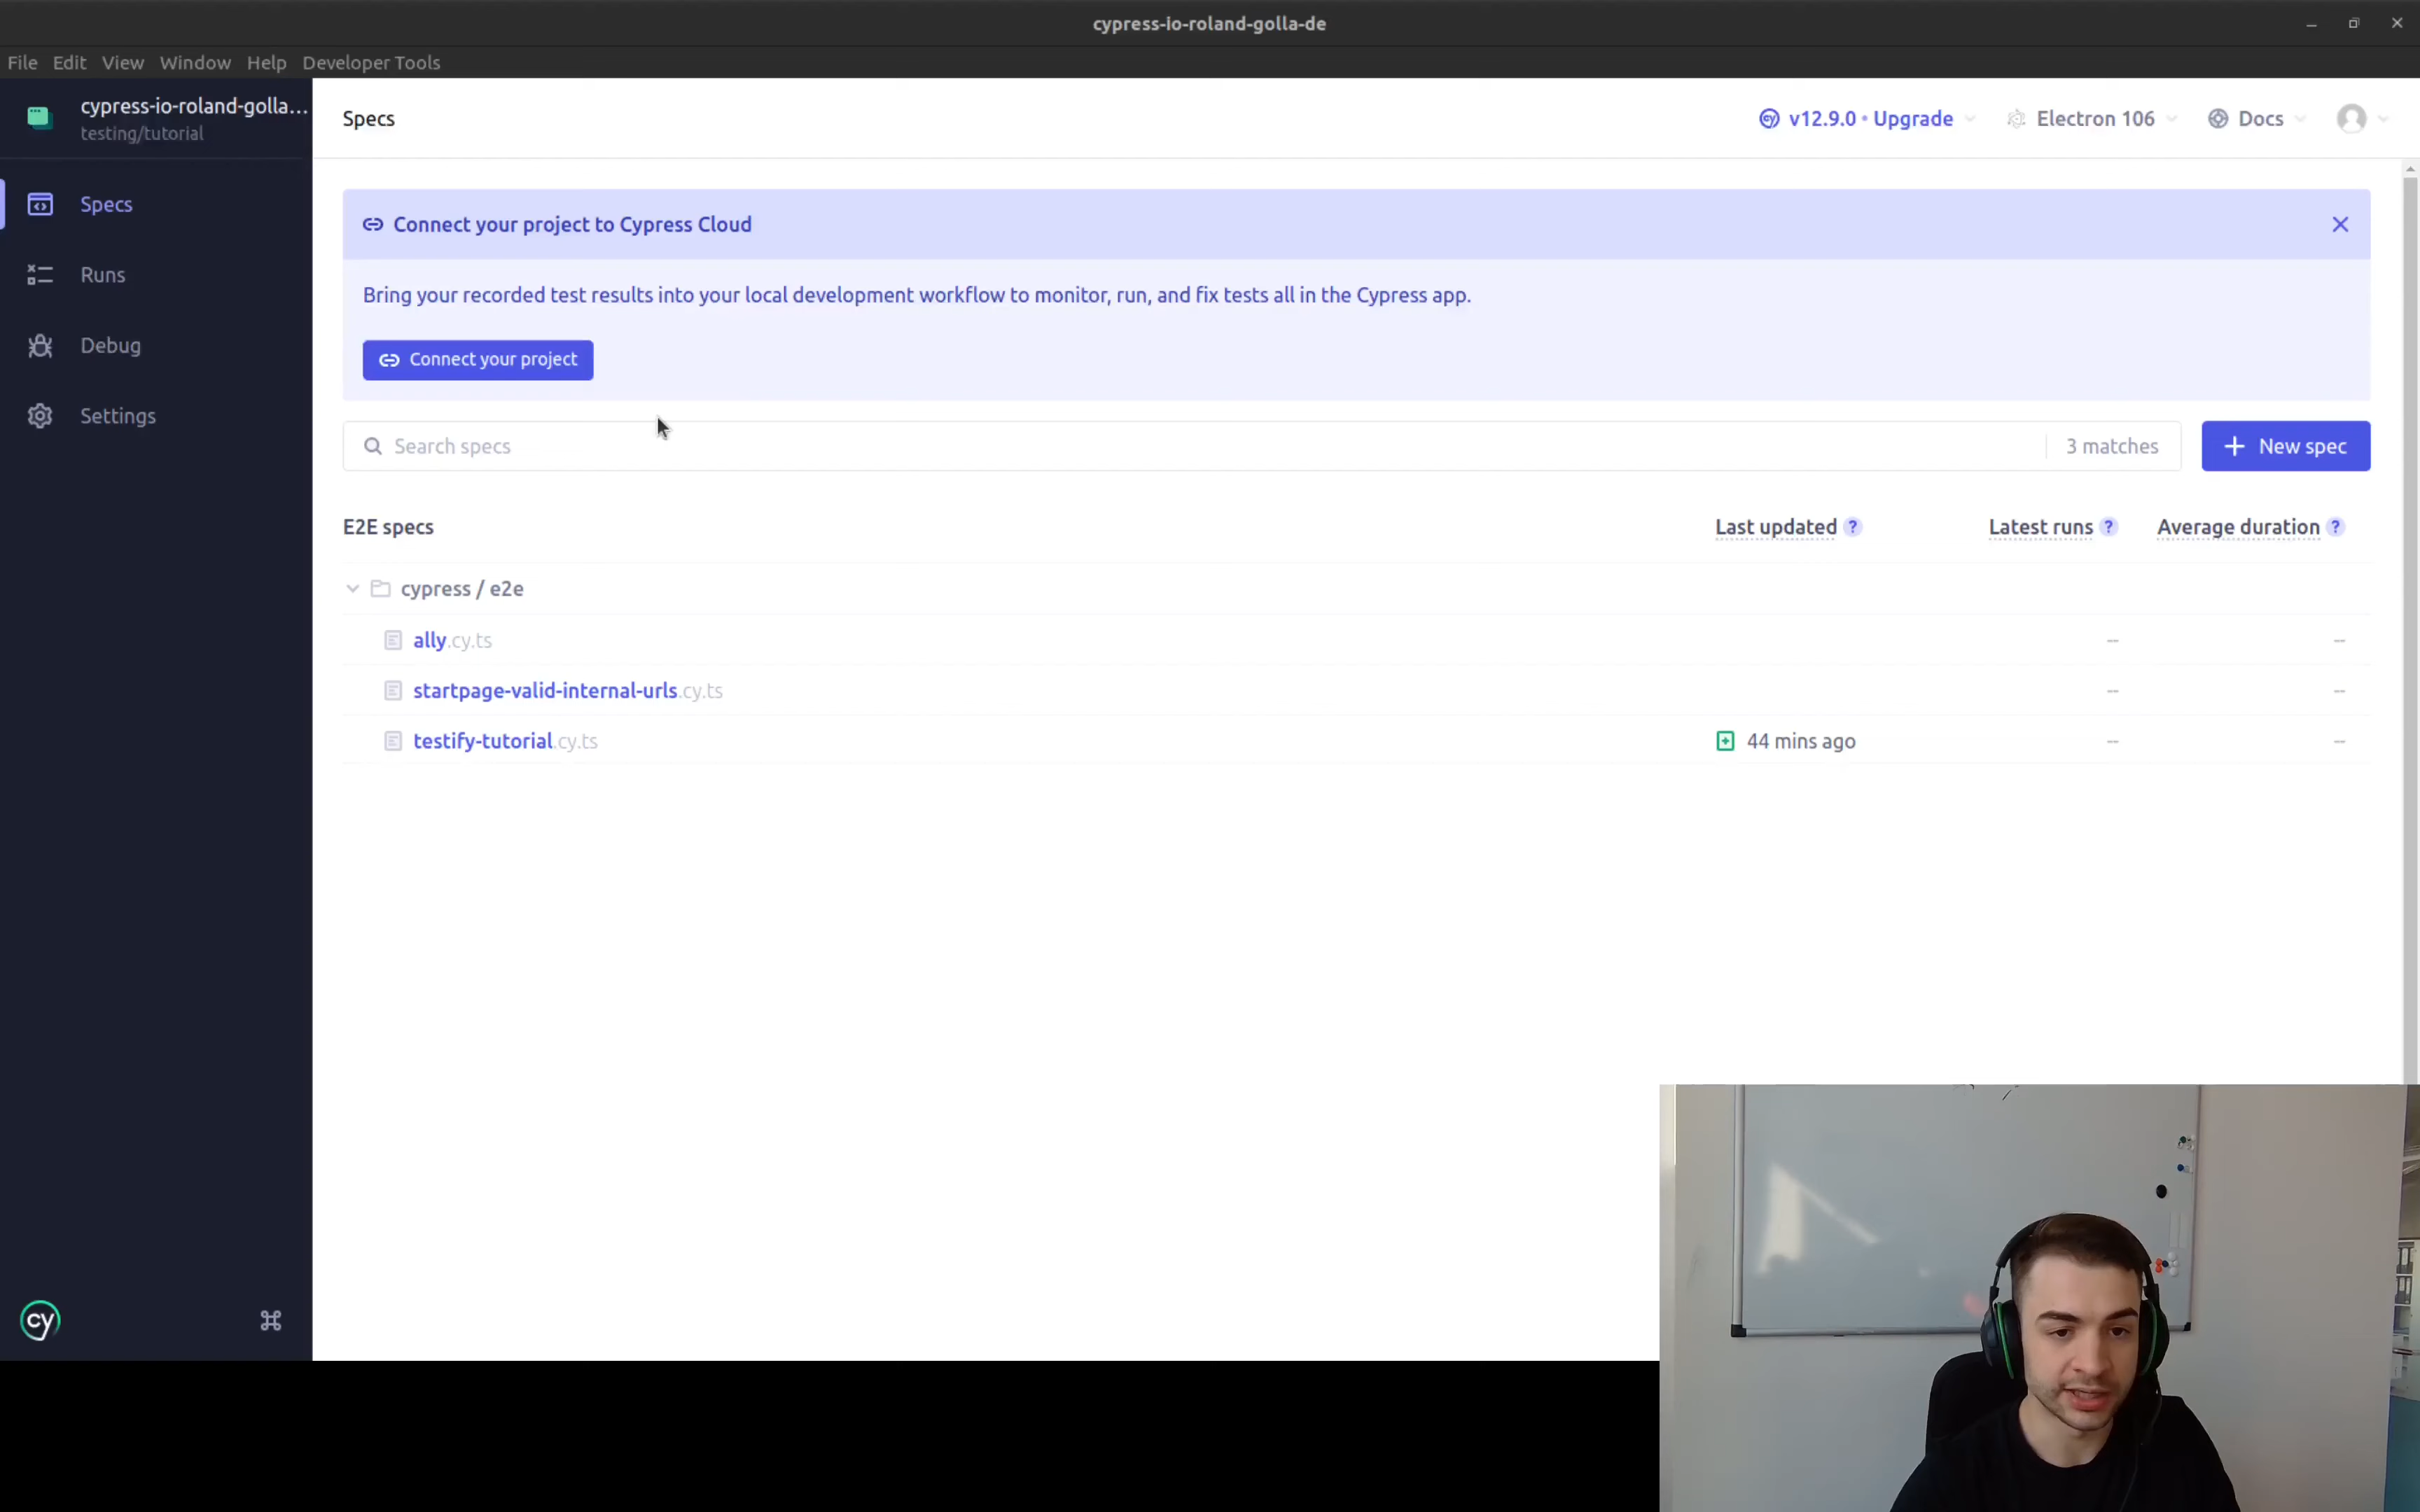 cypress-io-roland-golla-de
File Edit View Window Help Developer Tools
cypress-io-roland-golla...
testing/tutorial
Specs
Runs
Debug
Settings
cy
Specs
v12.9.0 • Upgrade
Electron 106
Docs
Connect your project to Cypress Cloud
Bring your recorded test results into your local development workflow to monitor, run, and fix tests all in the Cypress app.
Connect your project
Search specs
3 matches
New spec
E2E specs
Last updated ?
Latest runs ?
Average duration ?
cypress / e2e
ally.cy.ts -- --
startpage-valid-internal-urls.cy.ts -- --
testify-tutorial.cy.ts 44 mins ago -- --